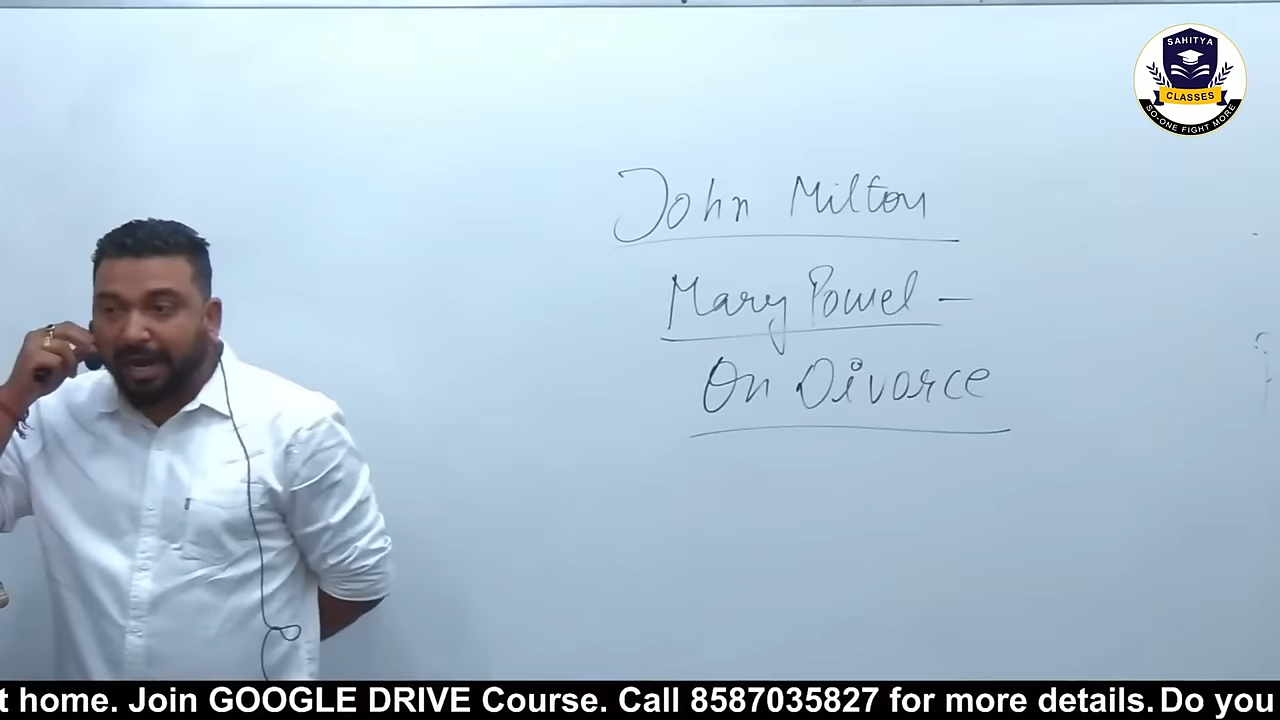 SAHITYA
CLASSES
SO-ONE FIGHT MORE
John Milton
Mary Powel -
On Divorce
t home. Join GOOGLE DRIVE Course. Call 8587035827 for more details. Do you